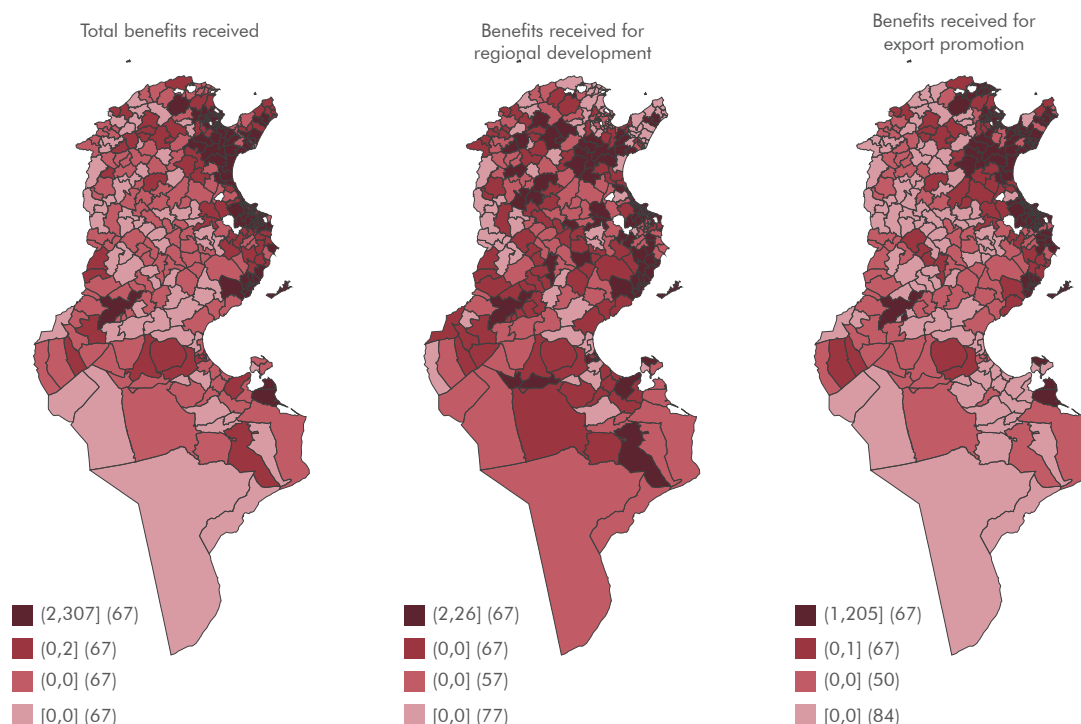 Total benefits received
Benefits received for
regional development
Benefits received for
export promotion
(2,307] (67)
(0,2] (67)
(0,0] (67)
[0,0] (67)
(2,26] (67)
(0,0] (67)
(0,0] (57)
[0,0] (77)
(1,205] (67)
(0,1] (67)
(0,0] (50)
[0,0] (84)